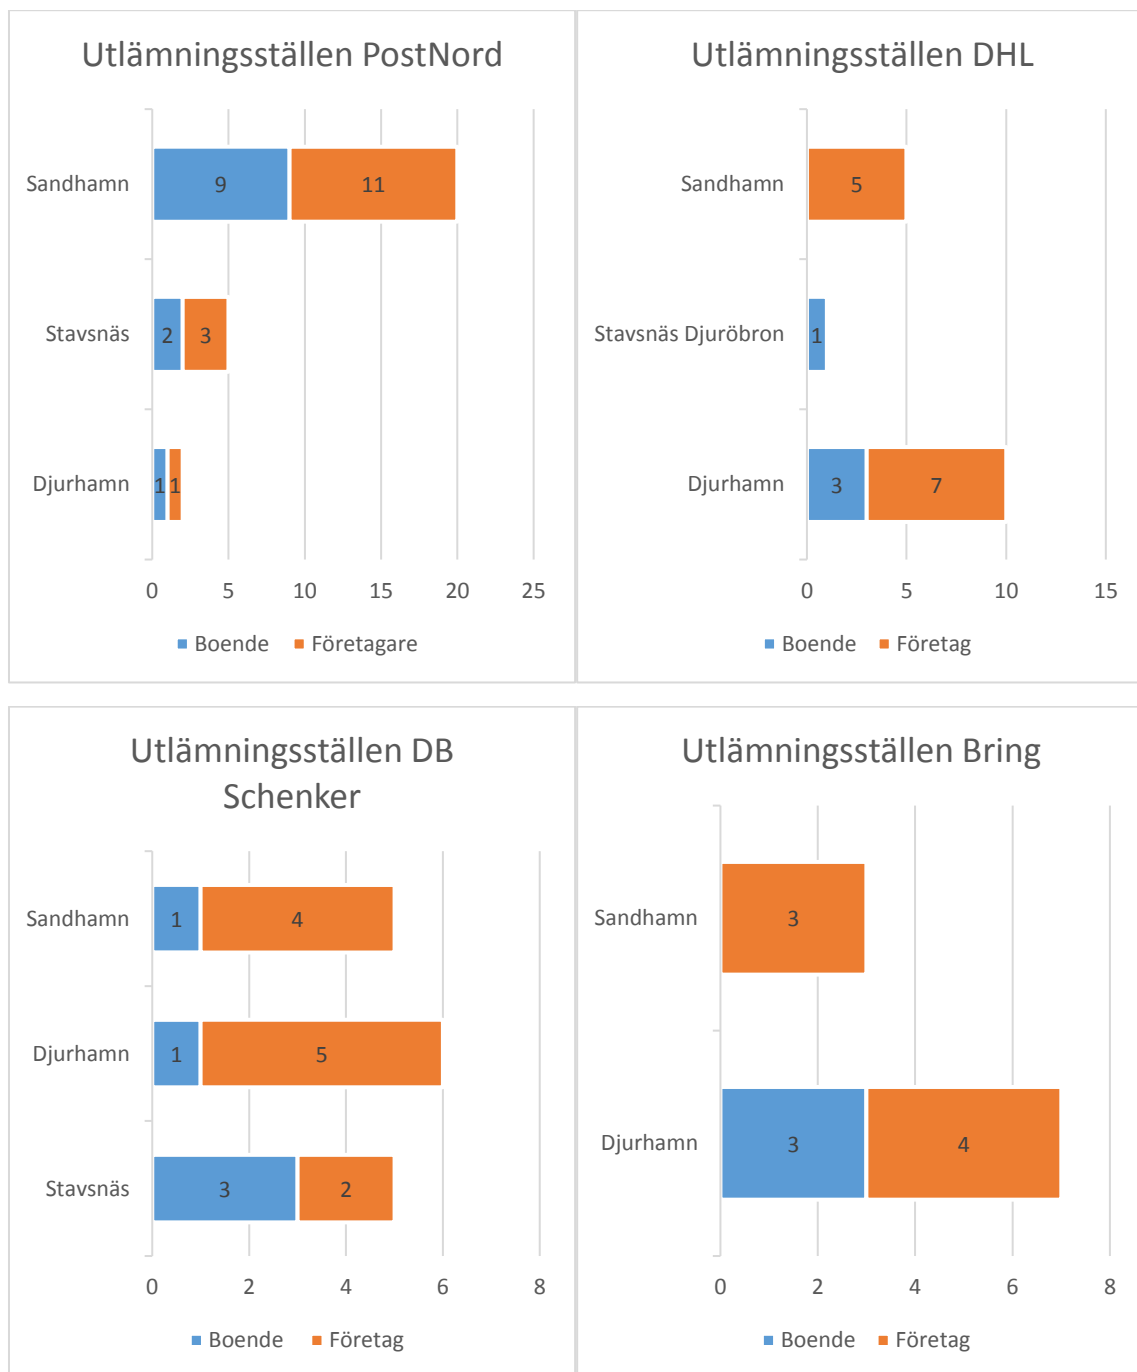 Utlämningsställen PostNord
Sandhamn
9 11
Stavsnäs
2 3
Djurhamn
1 1
0 5 10 15 20 25
Boende Företagare
Utlämningsställen DHL
Sandhamn
5
Stavsnäs Djuröbron
1
Djurhamn
3 7
0 5 10 15
Boende Företag
Utlämningsställen DB
Schenker
Sandhamn
1 4
Djurhamn
1 5
Stavsnäs
3 2
0 2 4 6 8
Boende Företag
Utlämningsställen Bring
Sandhamn
3
Djurhamn
3 4
0 2 4 6 8
Boende Företag